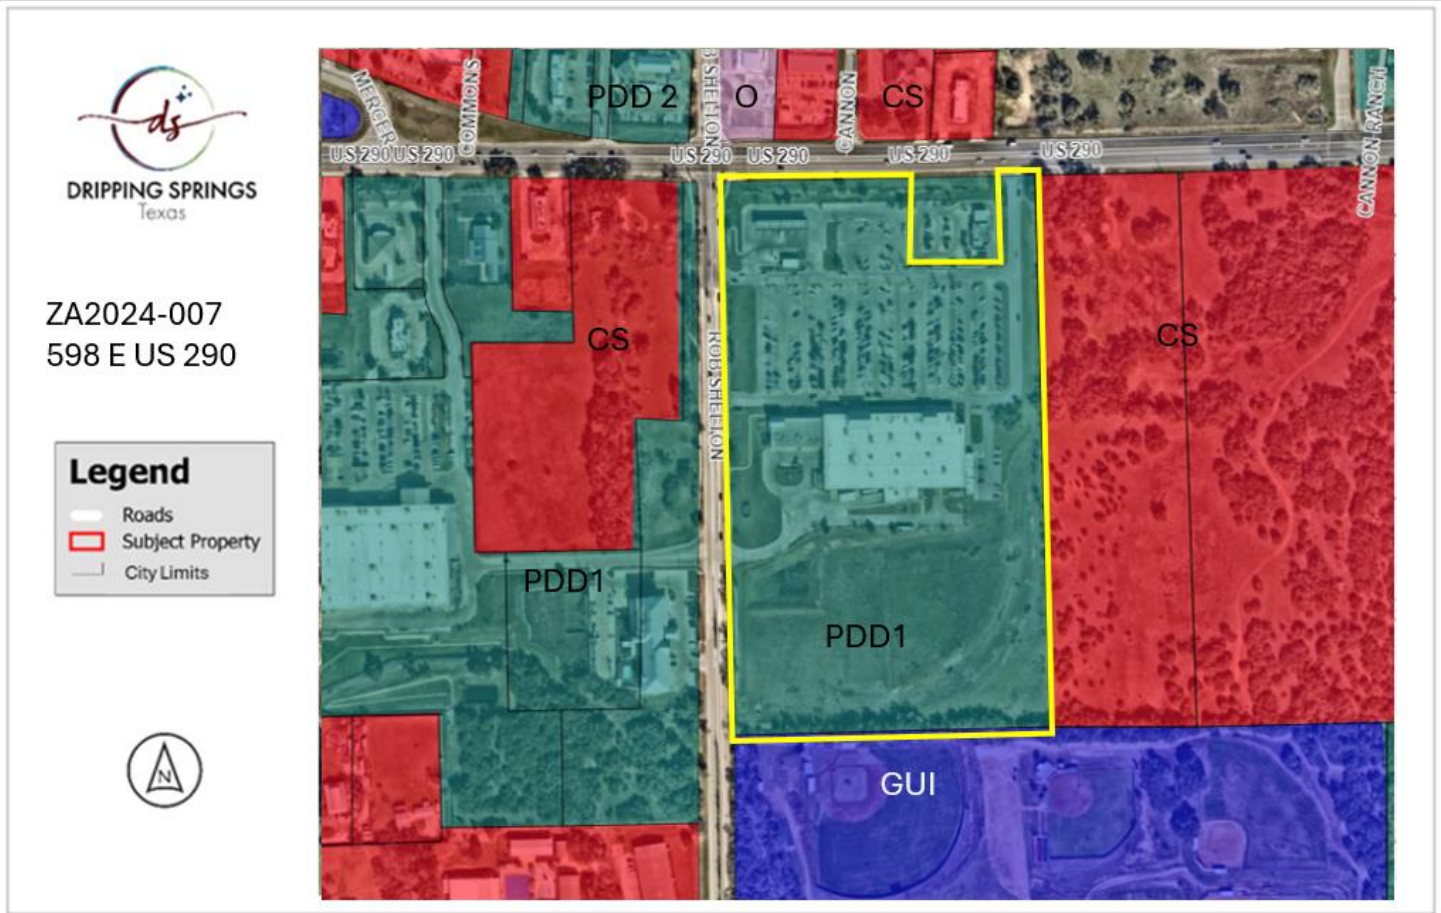 ds
DRIPPING SPRINGS
Texas
ZA2024-007
598 E US 290
Legend
Roads
Subject Property
City Limits
N
MERCER
COMMONS
PDD 2
B SHELTON
O
CANNON
CS
CANNON RANCH
US 290 US 290
US 290
US 290
US 290
US 290
CS
ROB SHELTON
CS
PDD1
PDD1
GUI